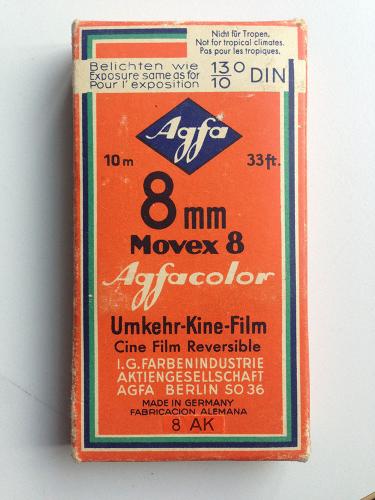 Nicht für Tropen.
Not for tropical climates.
Pas pour les tropiques.
Belichten wie
Exposure same as for
Pour l'exposition
13°/10 DIN
Agfa
10 m 33 ft.
8 mm
Movex 8
Agfacolor
Umkehr-Kine-Film
Cine Film Reversible
I.G. FARBENINDUSTRIE
AKTIENGESELLSCHAFT
AGFA BERLIN SO 36
MADE IN GERMANY
FABRICACION ALEMANA
8 AK